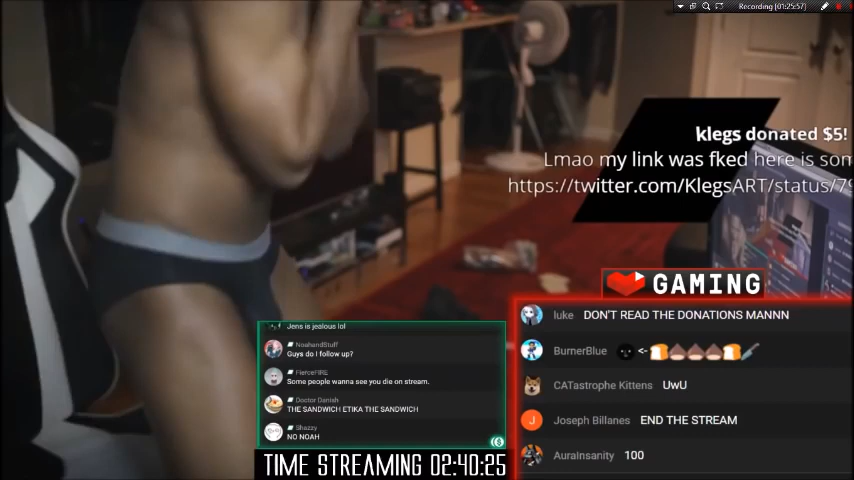 Recording [01:25:57]
klegs donated $5!
Lmao my link was fked here is som
https://twitter.com/KlegsART/status/79
GAMING
luke DON'T READ THE DONATIONS MANNN
BurnerBlue <-
CATastrophe Kittens UwU
Joseph Billanes END THE STREAM
AuraInsanity 100
Jens is jealous lol
NoahandStuff
Guys do I follow up?
FierceFIRE
Some people wanna see you die on stream.
Doctor Danish
THE SANDWICH ETIKA THE SANDWICH
Shazzy
NO NOAH
TIME STREAMING 02:40:25